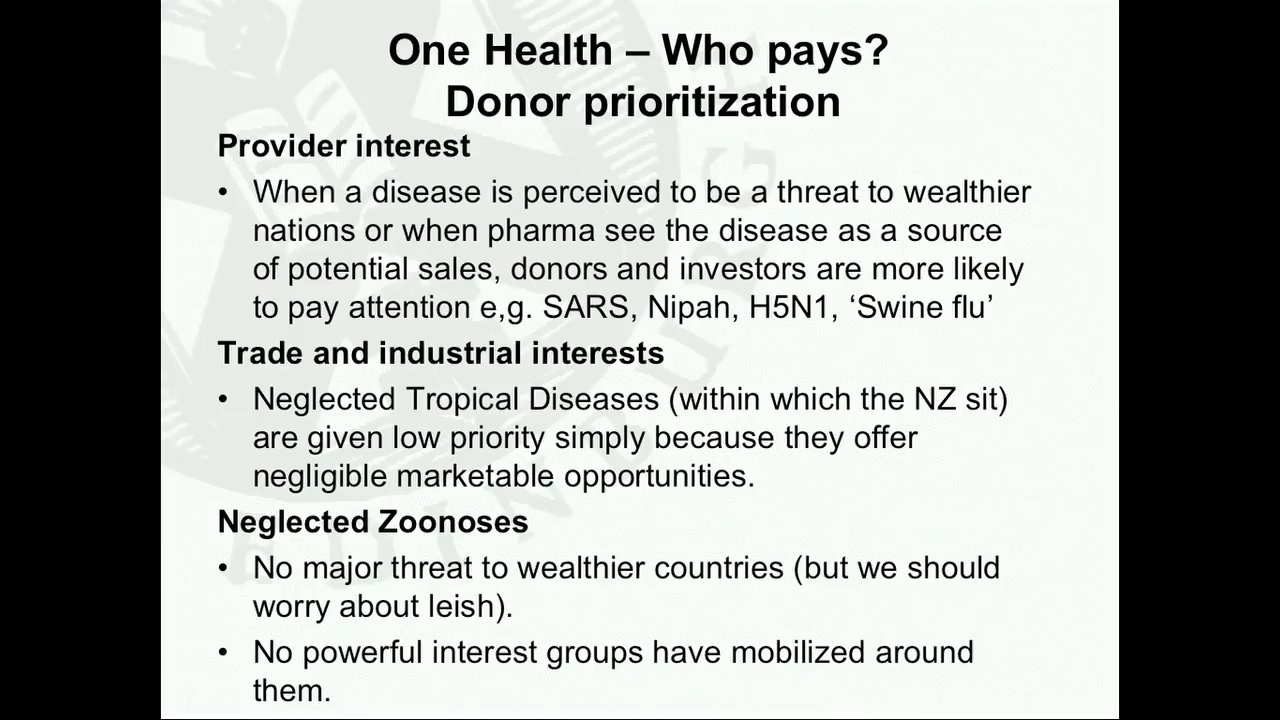 One Health – Who pays?
Donor prioritization
Provider interest
• When a disease is perceived to be a threat to wealthier
nations or when pharma see the disease as a source
of potential sales, donors and investors are more likely
to pay attention e,g. SARS, Nipah, H5N1, ‘Swine flu’
Trade and industrial interests
• Neglected Tropical Diseases (within which the NZ sit)
are given low priority simply because they offer
negligible marketable opportunities.
Neglected Zoonoses
• No major threat to wealthier countries (but we should
worry about leish).
• No powerful interest groups have mobilized around
them.